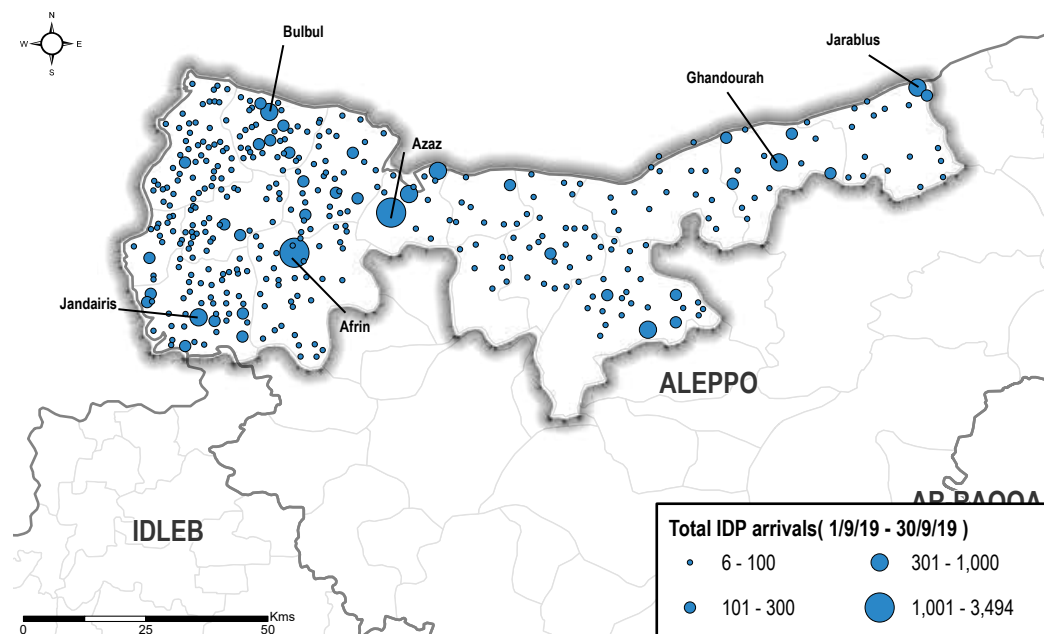 N
W E
S
Bulbul
Jarablus
Ghandourah
Azaz
Jandairis
Afrin
ALEPPO
IDLEB
Total IDP arrivals( 1/9/19 - 30/9/19 )
6 - 100
301 - 1,000
101 - 300
1,001 - 3,494
Kms
0 25 50